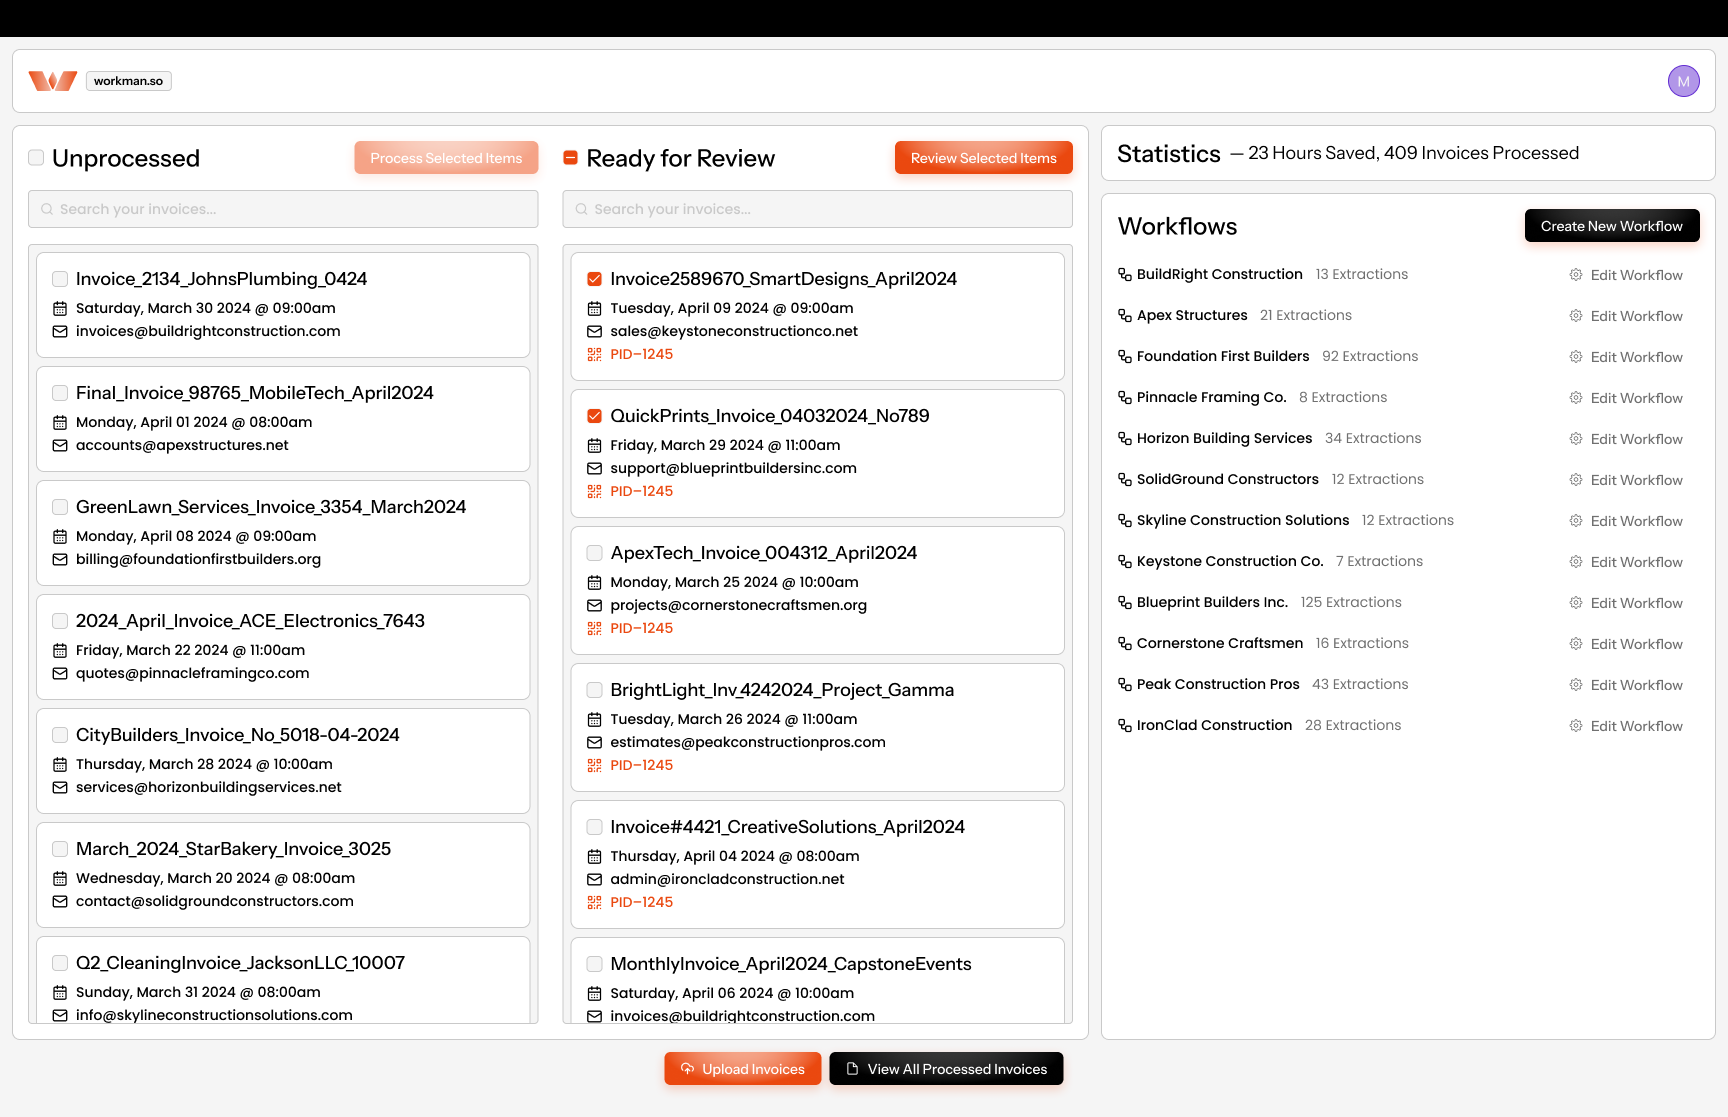 workman.so
M
Unprocessed
Process Selected Items
Search your invoices...
Invoice_2134_JohnsPlumbing_0424
Saturday, March 30 2024 @ 09:00am
invoices@buildrightconstruction.com
Final_Invoice_98765_MobileTech_April2024
Monday, April 01 2024 @ 08:00am
accounts@apexstructures.net
GreenLawn_Services_Invoice_3354_March2024
Monday, April 08 2024 @ 09:00am
billing@foundationfirstbuilders.org
2024_April_Invoice_ACE_Electronics_7643
Friday, March 22 2024 @ 11:00am
quotes@pinnacleframingco.com
CityBuilders_Invoice_No_5018-04-2024
Thursday, March 28 2024 @ 10:00am
services@horizonbuildingservices.net
March_2024_StarBakery_Invoice_3025
Wednesday, March 20 2024 @ 08:00am
contact@solidgroundconstructors.com
Q2_CleaningInvoice_JacksonLLC_10007
Sunday, March 31 2024 @ 08:00am
info@skylineconstructionsolutions.com
Ready for Review
Review Selected Items
Search your invoices...
Invoice2589670_SmartDesigns_April2024
Tuesday, April 09 2024 @ 09:00am
sales@keystoneconstructionco.net
PID-1245
QuickPrints_Invoice_04032024_No789
Friday, March 29 2024 @ 11:00am
support@blueprintbuildersinc.com
PID-1245
ApexTech_Invoice_004312_April2024
Monday, March 25 2024 @ 10:00am
projects@cornerstonecraftsmen.org
PID-1245
BrightLight_Inv_4242024_Project_Gamma
Tuesday, March 26 2024 @ 11:00am
estimates@peakconstructionpros.com
PID-1245
Invoice#4421_CreativeSolutions_April2024
Thursday, April 04 2024 @ 08:00am
admin@ironcladconstruction.net
PID-1245
MonthlyInvoice_April2024_CapstoneEvents
Saturday, April 06 2024 @ 10:00am
invoices@buildrightconstruction.com
Statistics — 23 Hours Saved, 409 Invoices Processed
Workflows
Create New Workflow
BuildRight Construction 13 Extractions Edit Workflow
Apex Structures 21 Extractions Edit Workflow
Foundation First Builders 92 Extractions Edit Workflow
Pinnacle Framing Co. 8 Extractions Edit Workflow
Horizon Building Services 34 Extractions Edit Workflow
SolidGround Constructors 12 Extractions Edit Workflow
Skyline Construction Solutions 12 Extractions Edit Workflow
Keystone Construction Co. 7 Extractions Edit Workflow
Blueprint Builders Inc. 125 Extractions Edit Workflow
Cornerstone Craftsmen 16 Extractions Edit Workflow
Peak Construction Pros 43 Extractions Edit Workflow
IronClad Construction 28 Extractions Edit Workflow
Upload Invoices
View All Processed Invoices